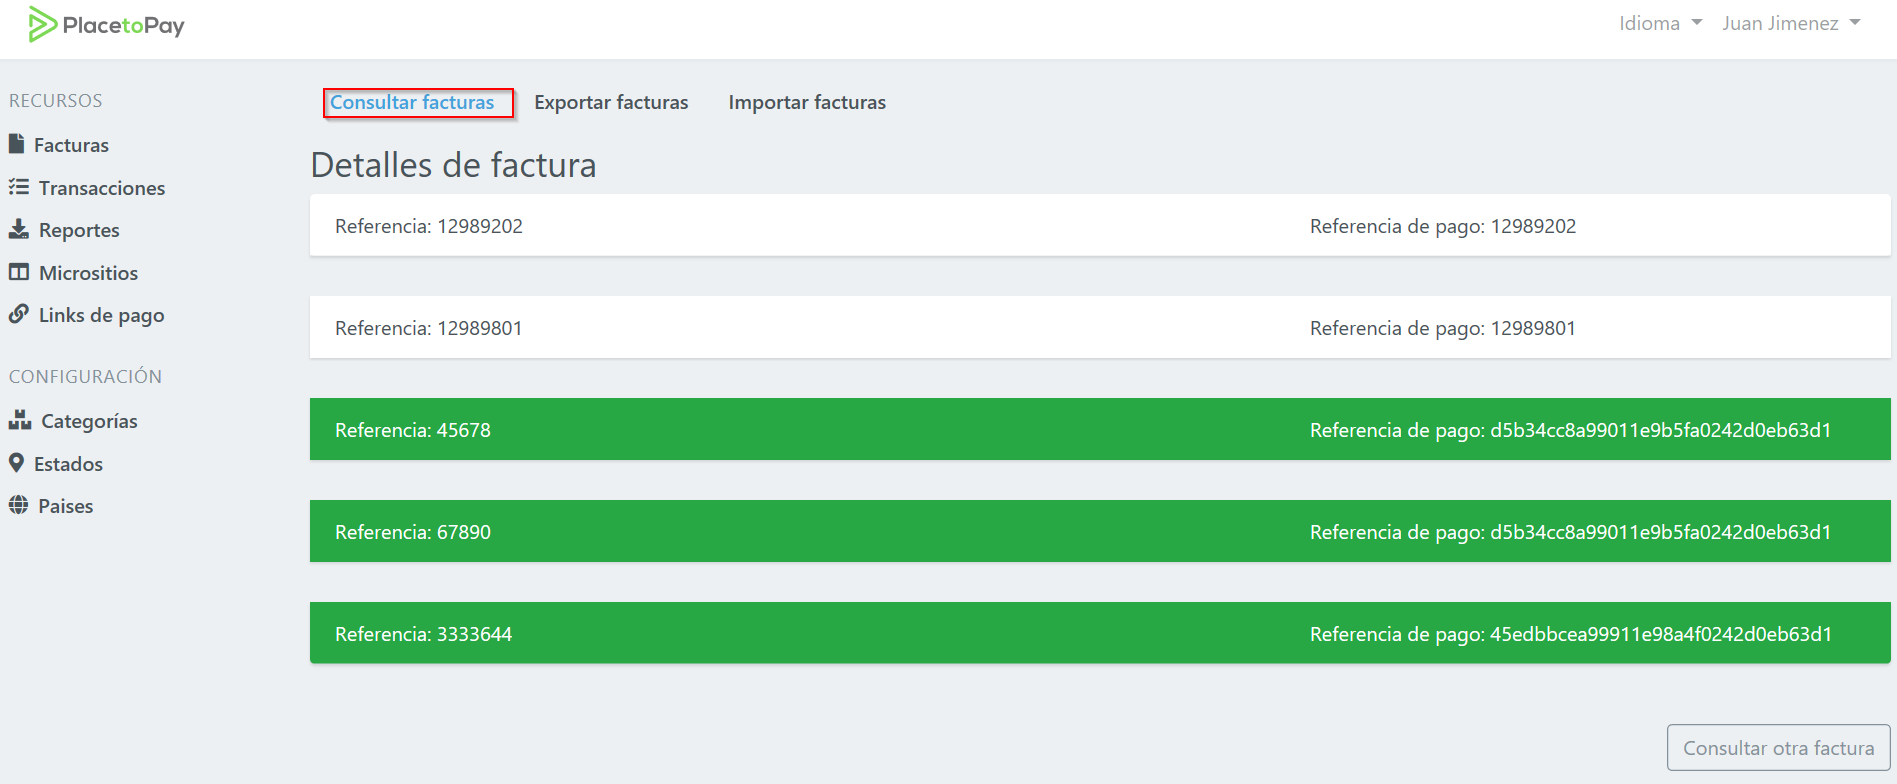 PlacetoPay
Idioma
Juan Jimenez
RECURSOS
Facturas
Transacciones
Reportes
Micrositios
Links de pago
CONFIGURACIÓN
Categorías
Estados
Paises
Consultar facturas
Exportar facturas
Importar facturas
Detalles de factura
Referencia: 12989202
Referencia de pago: 12989202
Referencia: 12989801
Referencia de pago: 12989801
Referencia: 45678
Referencia de pago: d5b34cc8a99011e9b5fa0242d0eb63d1
Referencia: 67890
Referencia de pago: d5b34cc8a99011e9b5fa0242d0eb63d1
Referencia: 3333644
Referencia de pago: 45edbbcea99911e98a4f0242d0eb63d1
Consultar otra factura